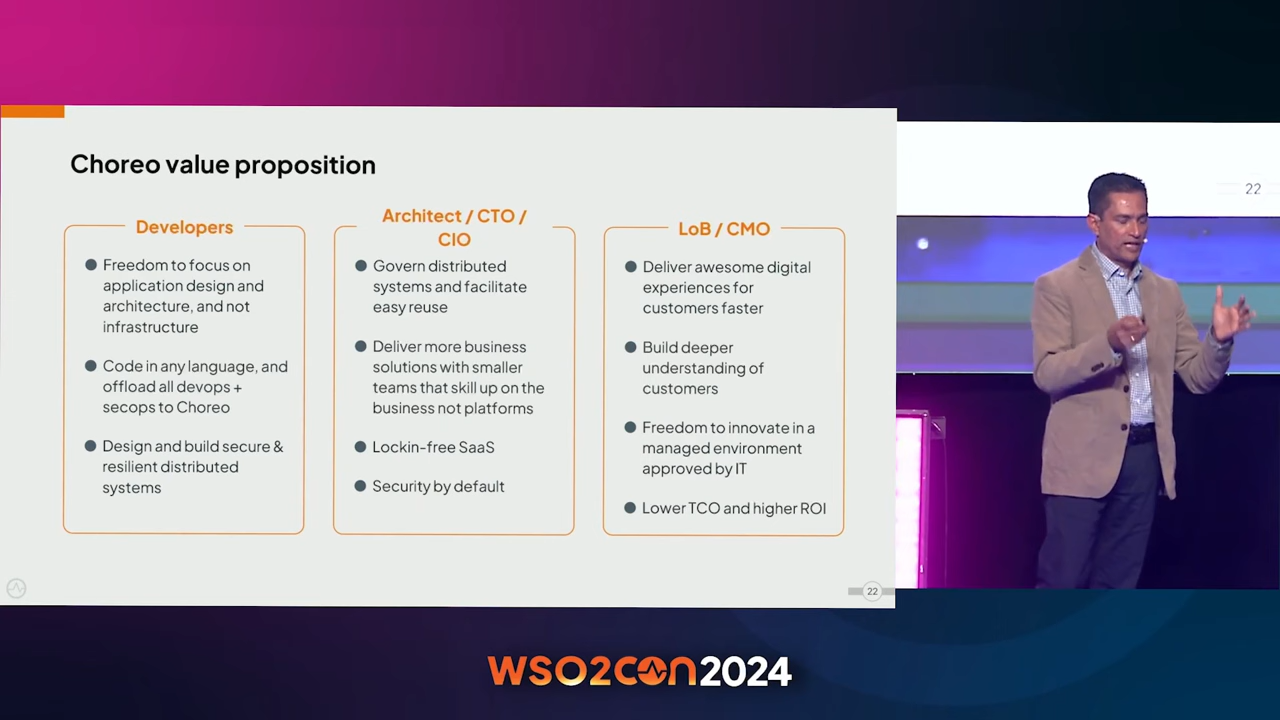 Choreo value proposition
Developers
Freedom to focus on
application design and
architecture, and not
infrastructure
Code in any language, and
offload all devops +
secops to Choreo
Design and build secure &
resilient distributed
systems
Architect / CTO /
CIO
Govern distributed
systems and facilitate
easy reuse
Deliver more business
solutions with smaller
teams that skill up on the
business not platforms
Lockin-free SaaS
Security by default
LoB / CMO
Deliver awesome digital
experiences for
customers faster
Build deeper
understanding of
customers
Freedom to innovate in a
managed environment
approved by IT
Lower TCO and higher ROI
22
22
WSO2CON2024